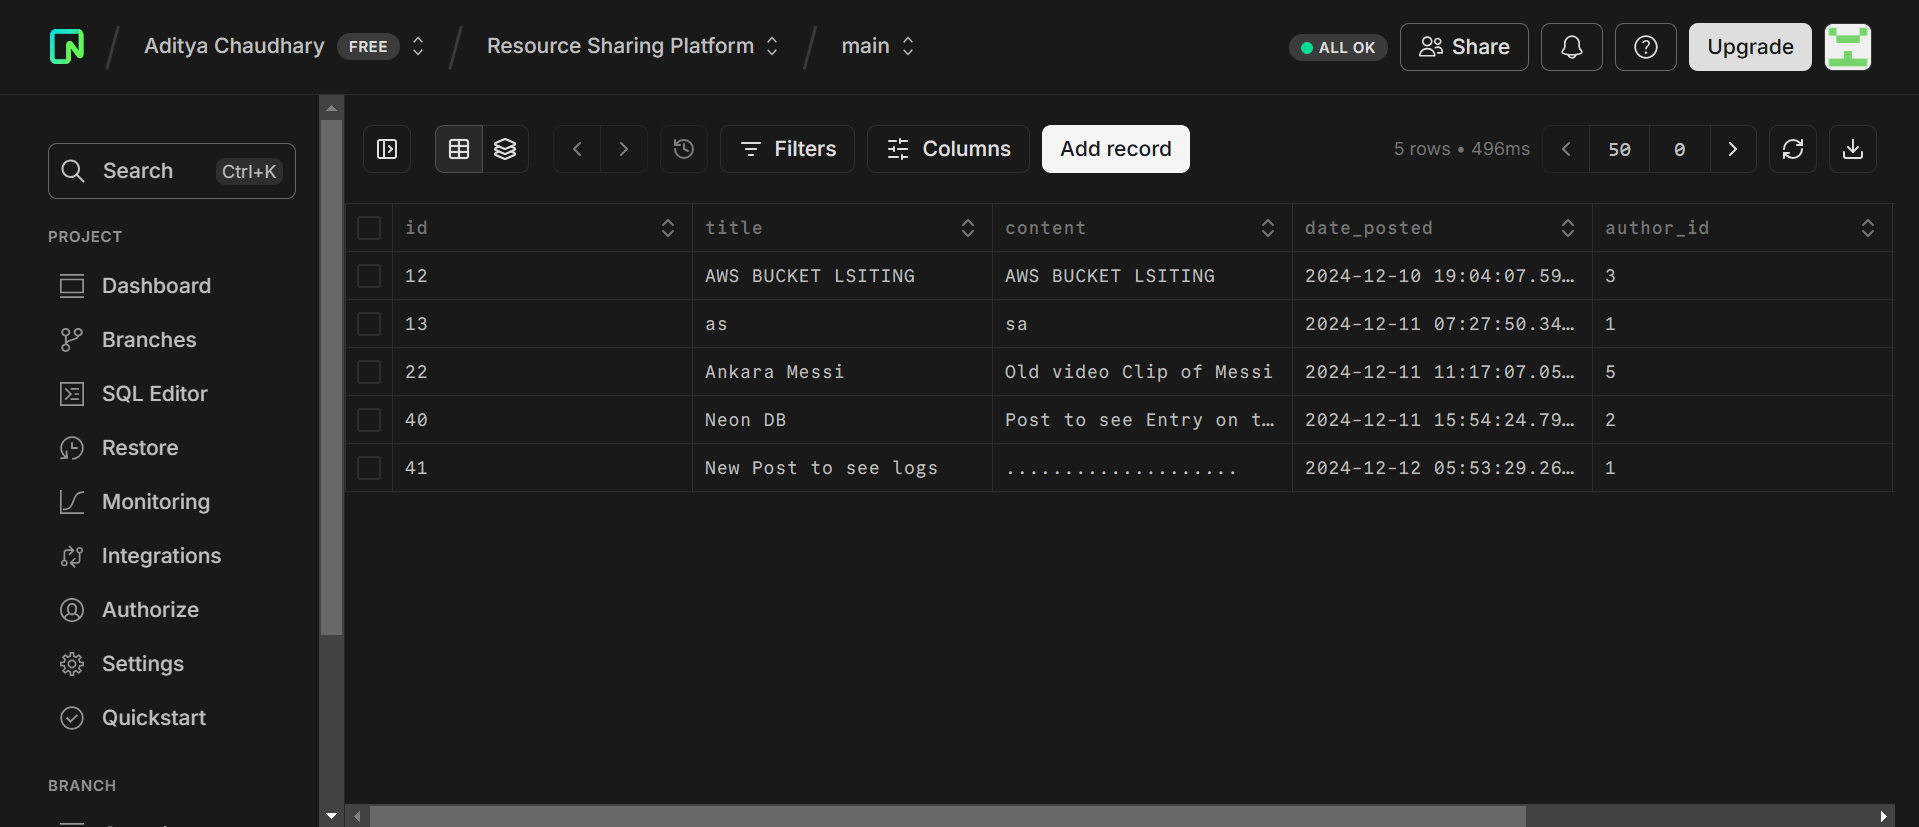 Aditya Chaudhary FREE Resource Sharing Platform main ALL OK Share Upgrade
Search Ctrl+K
PROJECT
Dashboard
Branches
SQL Editor
Restore
Monitoring
Integrations
Authorize
Settings
Quickstart
BRANCH
Filters Columns Add record 5 rows • 496ms 50 0
id title content date_posted author_id
12 AWS BUCKET LSITING AWS BUCKET LSITING 2024-12-10 19:04:07.59… 3
13 as sa 2024-12-11 07:27:50.34… 1
22 Ankara Messi Old video Clip of Messi 2024-12-11 11:17:07.05… 5
40 Neon DB Post to see Entry on t… 2024-12-11 15:54:24.79… 2
41 New Post to see logs .................... 2024-12-12 05:53:29.26… 1